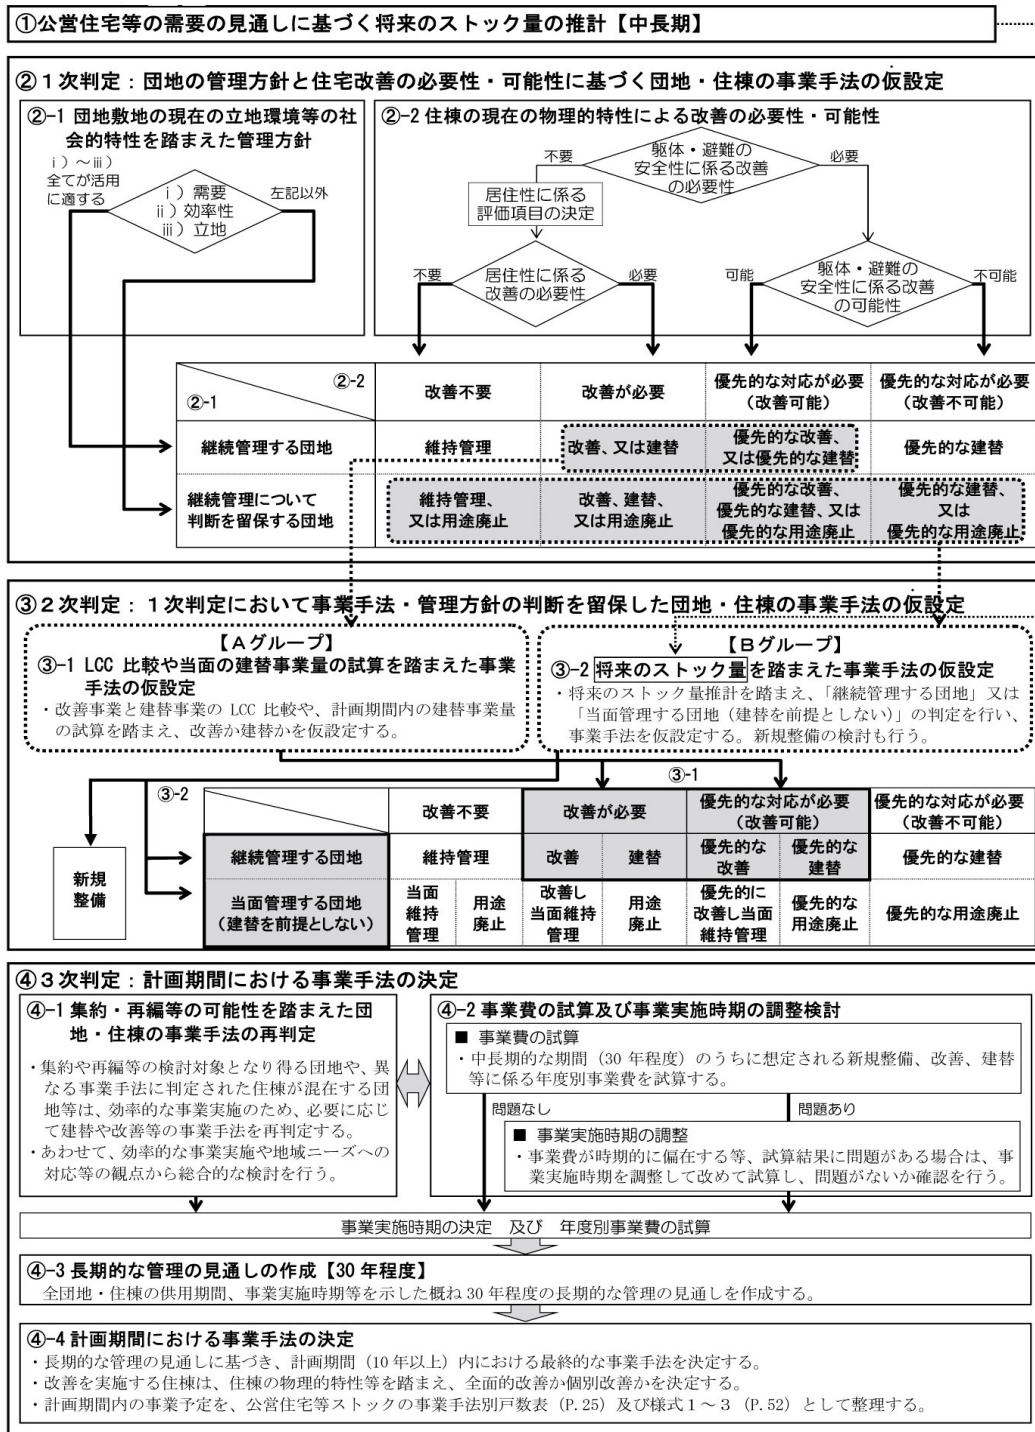 ①公営住宅等の需要の見通しに基づく将来のストック量の推計【中長期】
②１次判定：団地の管理方針と住宅改善の必要性・可能性に基づく団地・住棟の事業手法の仮設定
②-1 団地敷地の現在の立地環境等の社
会的特性を踏まえた管理方針
ⅰ）～ⅲ）
全てが活用
に適する
ⅰ）需要
ⅱ）効率性
ⅲ）立地
左記以外
②-2 住棟の現在の物理的特性による改善の必要性・可能性
不要
躯体・避難の
安全性に係る改善
の必要性
必要
居住性に係る
評価項目の決定
不要
居住性に係る
改善の必要性
必要
可能
躯体・避難の
安全性に係る改善
の可能性
不可能
②-2
②-1
改善不要
改善が必要
優先的な対応が必要
（改善可能）
優先的な対応が必要
（改善不可能）
継続管理する団地
維持管理
改善、又は建替
優先的な改善、
又は優先的な建替
優先的な建替
継続管理について
判断を留保する団地
維持管理、
又は用途廃止
改善、建替、
又は用途廃止
優先的な改善、
優先的な建替、又は
優先的な用途廃止
優先的な建替、
又は
優先的な用途廃止
③２次判定：１次判定において事業手法・管理方針の判断を留保した団地・住棟の事業手法の仮設定
【Ａグループ】
③-1 LCC 比較や当面の建替事業量の試算を踏まえた事業
手法の仮設定
・改善事業と建替事業の LCC 比較や、計画期間内の建替事業量
の試算を踏まえ、改善か建替かを仮設定する。
【Ｂグループ】
③-2 将来のストック量を踏まえた事業手法の仮設定
・将来のストック量推計を踏まえ、「継続管理する団地」又は
「当面管理する団地（建替を前提としない）」の判定を行い、
事業手法を仮設定する。新規整備の検討も行う。
③-1
③-2
新規
整備
改善不要
改善が必要
優先的な対応が必要
（改善可能）
優先的な対応が必要
（改善不可能）
継続管理する団地
維持管理
改善
建替
優先的な
改善
優先的な
建替
優先的な建替
当面管理する団地
（建替を前提としない）
当面
維持
管理
用途
廃止
改善し
当面維持
管理
用途
廃止
優先的に
改善し当面
維持管理
優先的な
用途廃止
優先的な用途廃止
④３次判定：計画期間における事業手法の決定
④-1 集約・再編等の可能性を踏まえた団
地・住棟の事業手法の再判定
・集約や再編等の検討対象となり得る団地や、異
なる事業手法に判定された住棟が混在する団
地等は、効率的な事業実施のため、必要に応じ
て建替や改善等の事業手法を再判定する。
・あわせて、効率的な事業実施や地域ニーズへの
対応等の観点から総合的な検討を行う。
④-2 事業費の試算及び事業実施時期の調整検討
■ 事業費の試算
・中長期的な期間（30 年程度）のうちに想定される新規整備、改善、建替
等に係る年度別事業費を試算する。
問題なし
問題あり
■ 事業実施時期の調整
・事業費が時期的に偏在する等、試算結果に問題がある場合は、事
業実施時期を調整して改めて試算し、問題がないか確認を行う。
事業実施時期の決定 及び 年度別事業費の試算
④-3 長期的な管理の見通しの作成【30 年程度】
全団地・住棟の供用期間、事業実施時期等を示した概ね 30 年程度の長期的な管理の見通しを作成する。
④-4 計画期間における事業手法の決定
・長期的な管理の見通しに基づき、計画期間（10 年以上）内における最終的な事業手法を決定する。
・改善を実施する住棟は、住棟の物理的特性等を踏まえ、全面的改善か個別改善かを決定する。
・計画期間内の事業予定を、公営住宅等ストックの事業手法別戸数表（P.25）及び様式１～３（P.52）として整理する。